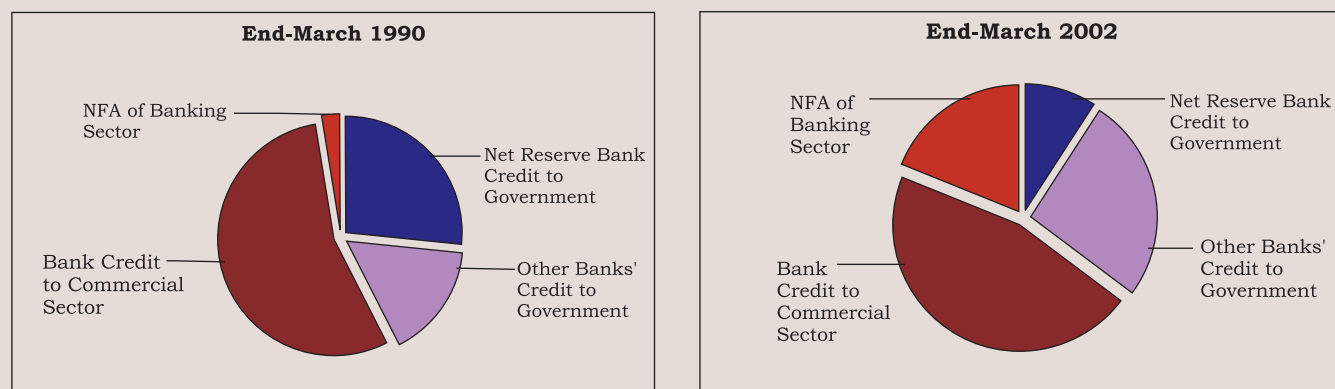 End-March 1990
NFA of Banking
Sector
Net Reserve Bank
Credit to
Government
Bank Credit
to Commercial
Sector
Other Banks'
Credit to
Government
End-March 2002
NFA of
Banking
Sector
Net Reserve Bank
Credit to
Government
Bank
Credit to
Commercial
Sector
Other Banks'
Credit to
Government